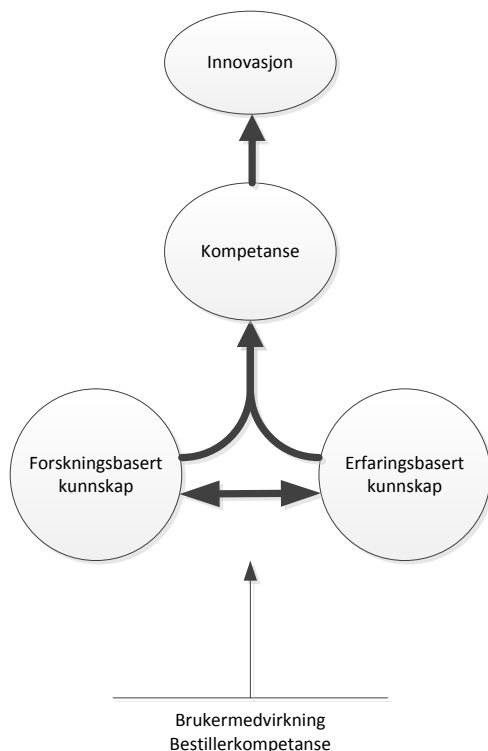 Innovasjon
Kompetanse
Forskningsbasert
kunnskap
Erfaringsbasert
kunnskap
Brukermedvirkning
Bestillerkompetanse